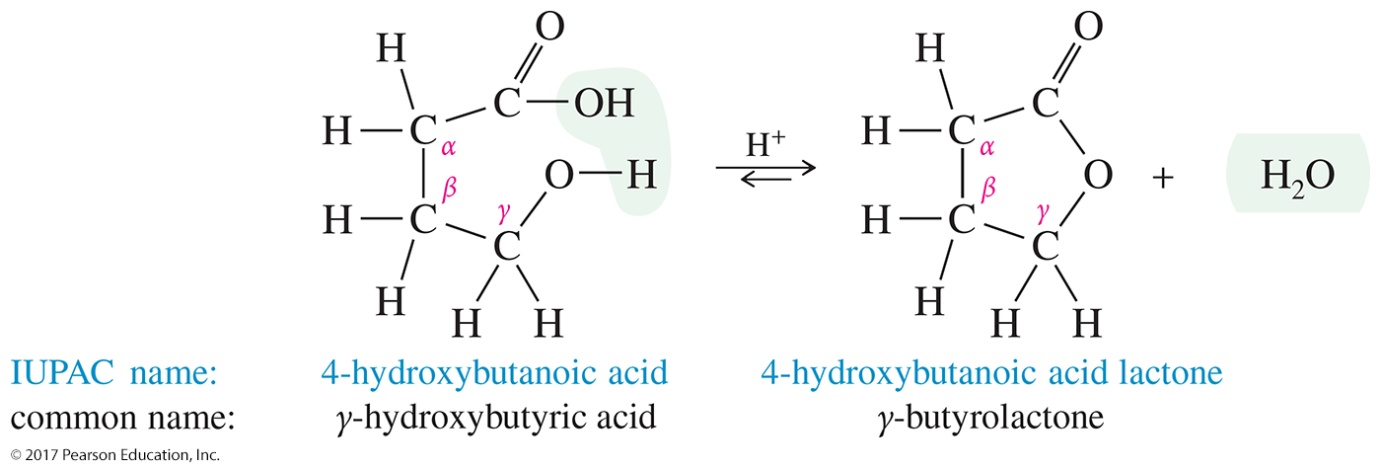 H O H O
C—OH C
H—C α H—C α
O—H H⁺ O + H₂O
β β
H—C γ C H—C γ C
H H H H H H
IUPAC name: 4-hydroxybutanoic acid 4-hydroxybutanoic acid lactone
common name: γ-hydroxybutyric acid γ-butyrolactone
© 2017 Pearson Education, Inc.